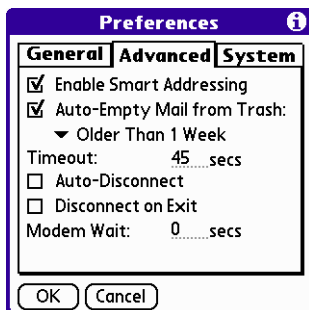 Preferences
General Advanced System
Enable Smart Addressing
Auto-Empty Mail from Trash:
Older Than 1 Week
Timeout: 45 secs
Auto-Disconnect
Disconnect on Exit
Modem Wait: 0 secs
OK Cancel